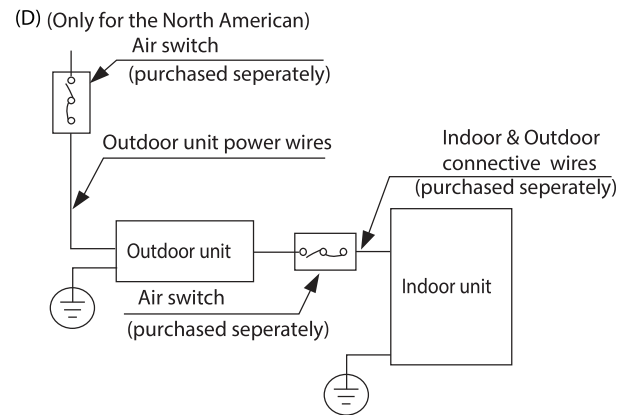 (D) (Only for the North American)
Air switch
(purchased seperately)
Outdoor unit power wires
Indoor & Outdoor
connective wires
(purchased seperately)
Outdoor unit
Indoor unit
Air switch
(purchased seperately)